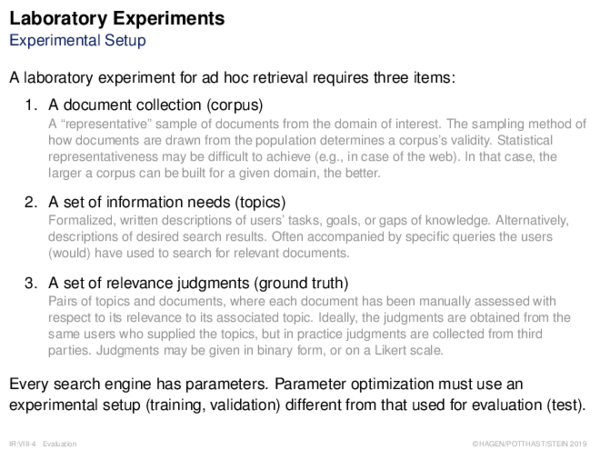 Laboratory Experiments
Experimental Setup
A laboratory experiment for ad hoc retrieval requires three items:
1. A document collection (corpus)
A “representative” sample of documents from the domain of interest. The sampling method of
how documents are drawn from the population determines a corpus’s validity. Statistical
representativeness may be difficult to achieve (e.g., in case of the web). In that case, the
larger a corpus can be built for a given domain, the better.
2. A set of information needs (topics)
Formalized, written descriptions of users’ tasks, goals, or gaps of knowledge. Alternatively,
descriptions of desired search results. Often accompanied by specific queries the users
(would) have used to search for relevant documents.
3. A set of relevance judgments (ground truth)
Pairs of topics and documents, where each document has been manually assessed with
respect to its relevance to its associated topic. Ideally, the judgments are obtained from the
same users who supplied the topics, but in practice judgments are collected from third
parties. Judgments may be given in binary form, or on a Likert scale.
Every search engine has parameters. Parameter optimization must use an
experimental setup (training, validation) different from that used for evaluation (test).
IR:VIII-4 Evaluation ©HAGEN/POTTHAST/STEIN 2019